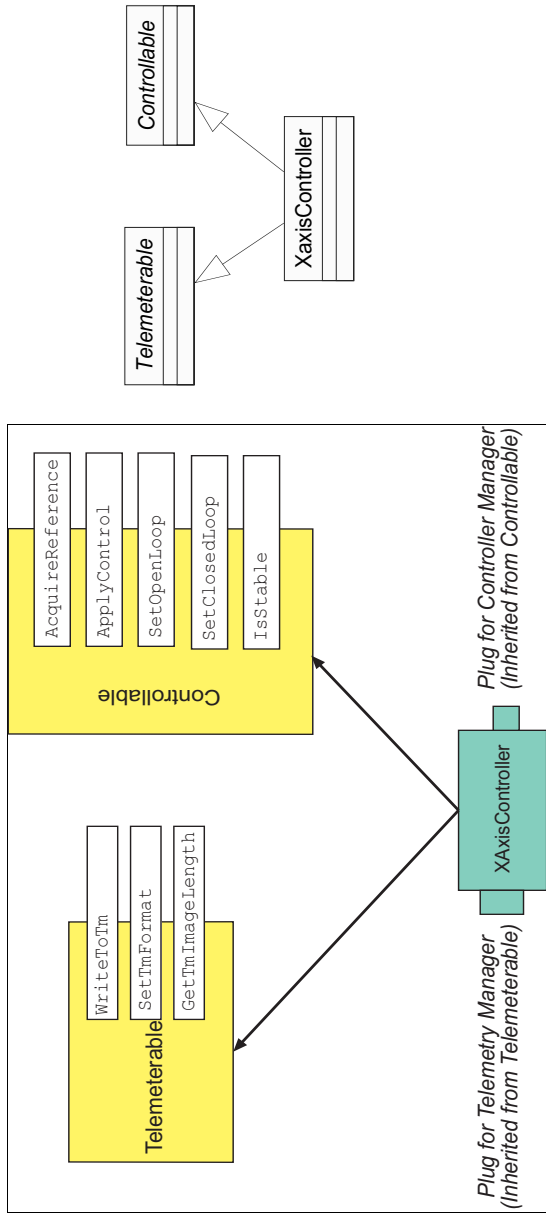 Telemeterable
WriteToTm
SetTmFormat
GetTmImageLength
Controllable
AcquireReference
ApplyControl
SetOpenLoop
SetClosedLoop
IsStable
XAxisController
Plug for Telemetry Manager
(Inherited from Telemeterable)
Plug for Controller Manager
(Inherited from Controllable)
Telemeterable
Controllable
XaxisController